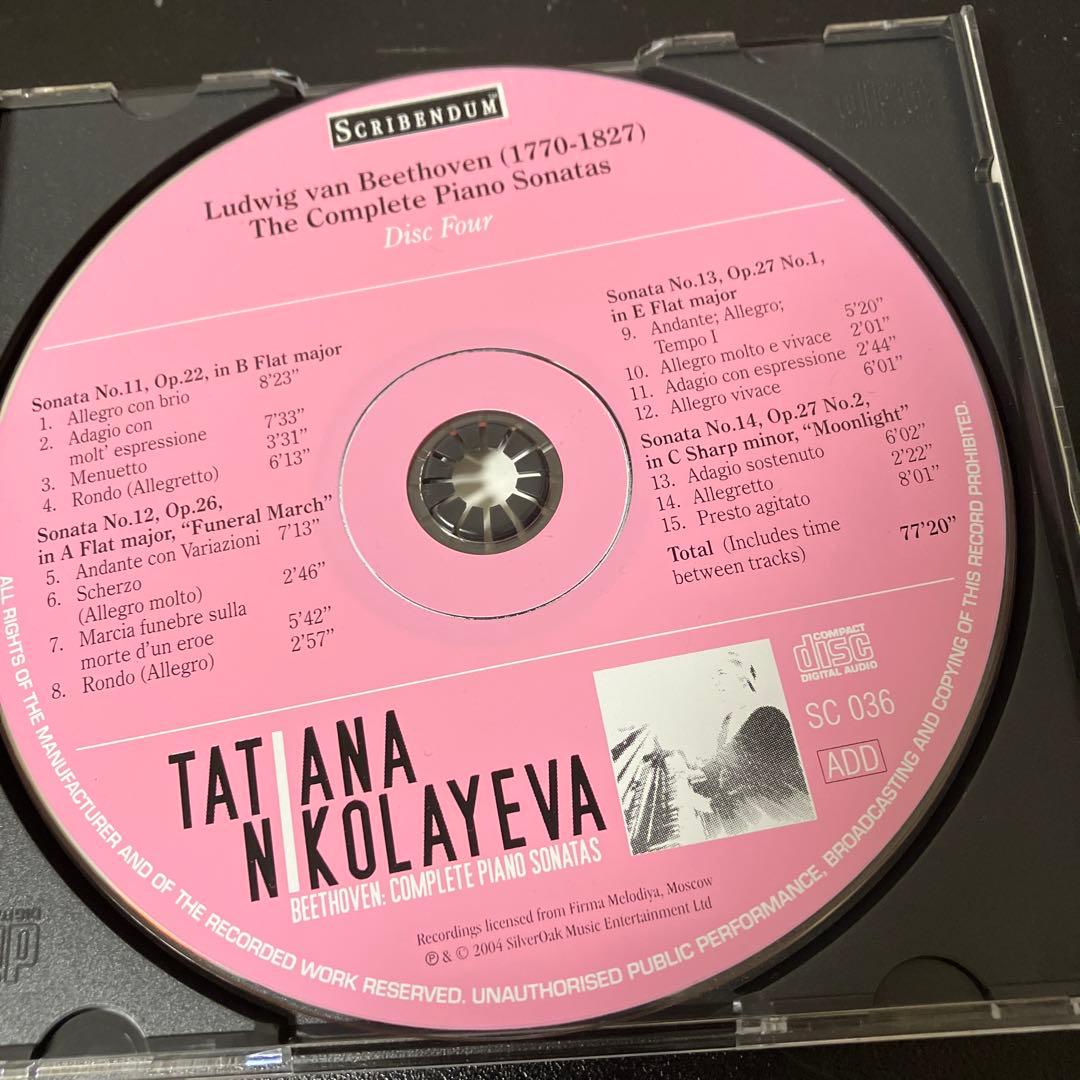 SCRIBENDUM™
Ludwig van Beethoven (1770-1827)
The Complete Piano Sonatas
Disc Four
Sonata No.11, Op.22, in B Flat major
1. Allegro con brio 8'23”
2. Adagio con
molt' espressione 7'33”
3. Menuetto 3'31”
4. Rondo (Allegretto) 6'13”
Sonata No.12, Op.26,
in A Flat major, “Funeral March”
5. Andante con Variazioni 7'13”
6. Scherzo
(Allegro molto) 2'46”
7. Marcia funebre sulla
morte d'un eroe 5'42”
8. Rondo (Allegro) 2'57”
Sonata No.13, Op.27 No.1,
in E Flat major
9. Andante; Allegro;
Tempo I 5'20”
10. Allegro molto e vivace 2'01”
11. Adagio con espressione 2'44”
12. Allegro vivace 6'01”
Sonata No.14, Op.27 No.2,
in C Sharp minor, “Moonlight”
13. Adagio sostenuto 6'02”
14. Allegretto 2'22”
15. Presto agitato 8'01”
Total (Includes time
between tracks) 77'20”
COMPACT
disc
DIGITAL AUDIO
SC 036
ADD
TATIANA
NIKOLAYEVA
BEETHOVEN: COMPLETE PIANO SONATAS
Recordings licensed from Firma Melodiya, Moscow
℗ & © 2004 SilverOak Music Entertainment Ltd
ALL RIGHTS OF THE MANUFACTURER AND OF THE RECORDED WORK RESERVED. UNAUTHORISED PUBLIC PERFORMANCE, BROADCASTING AND COPYING OF THIS RECORD PROHIBITED.